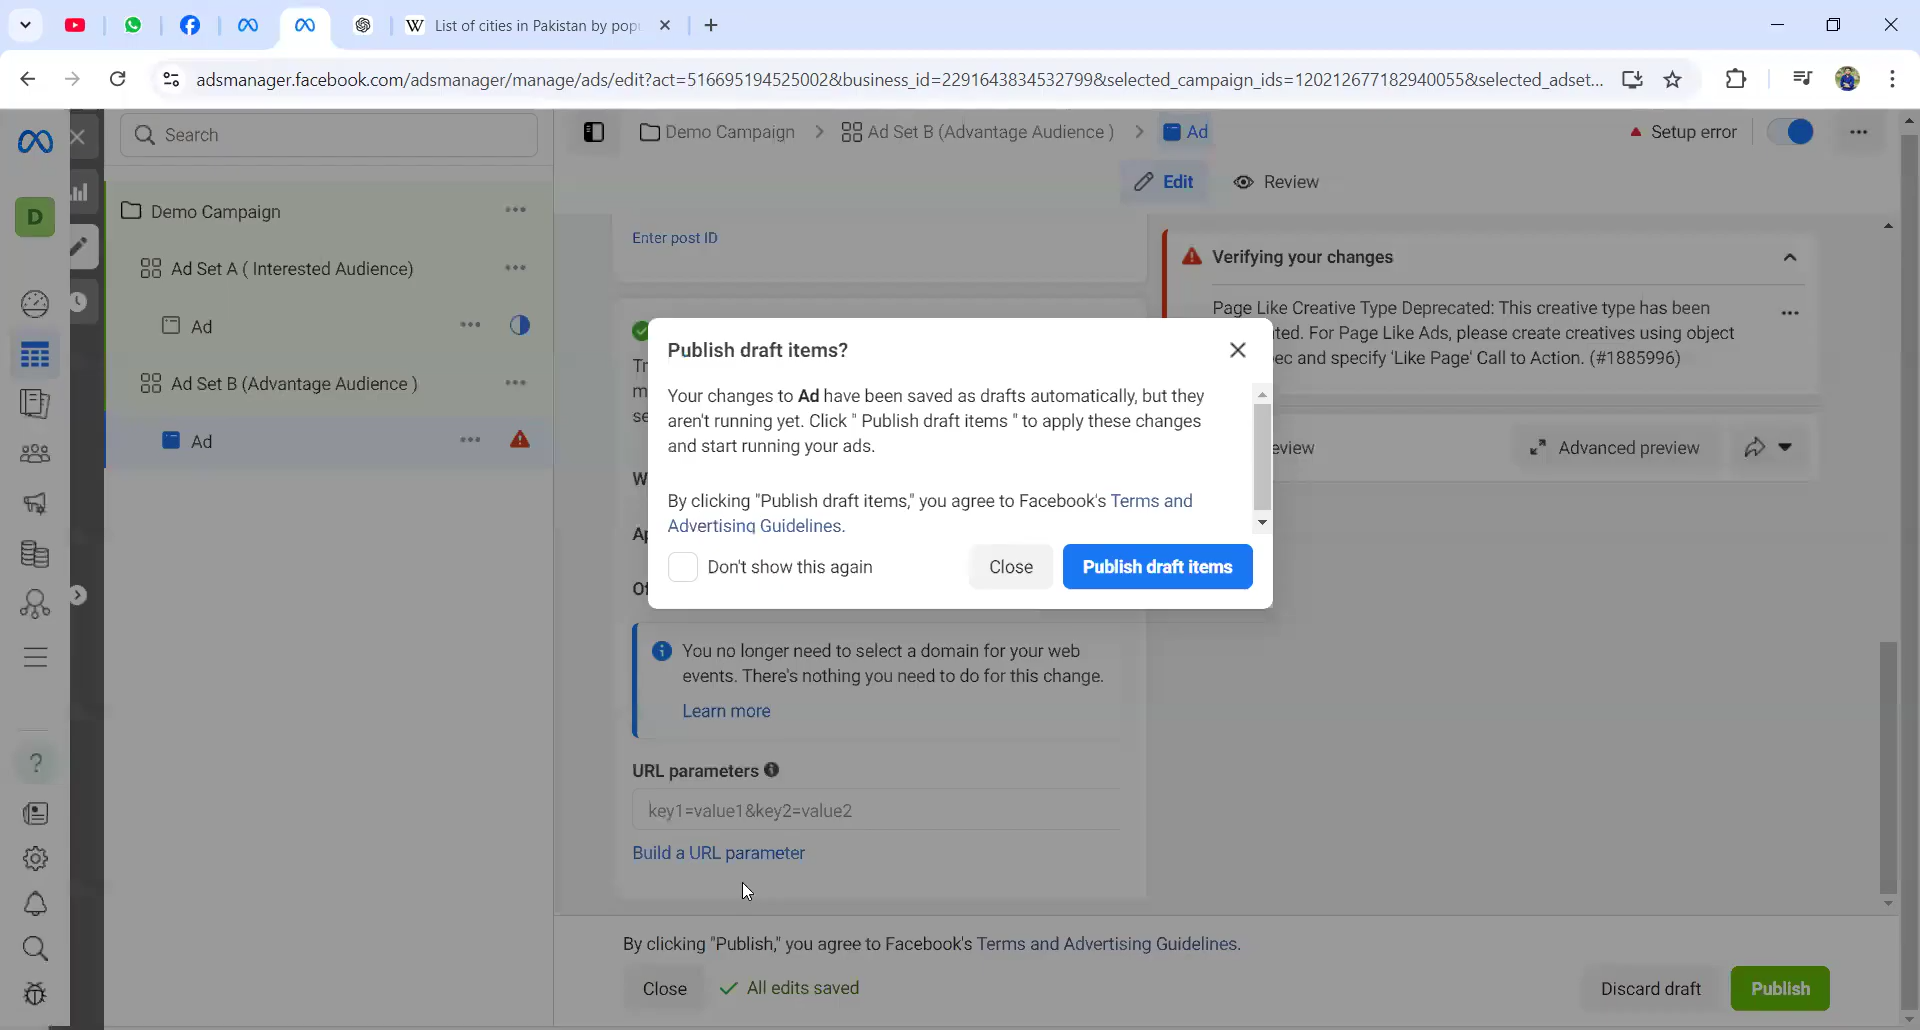 List of cities in Pakistan by pop
adsmanager.facebook.com/adsmanager/manage/ads/edit?act=516695194525002&business_id=2291643834532799&selected_campaign_ids=120212677182940055&selected_adset...
Search
Demo Campaign
Ad Set B (Advantage Audience )
Ad
Setup error
Edit
Review
D
Demo Campaign
Ad Set A ( Interested Audience)
Ad
Ad Set B (Advantage Audience )
Ad
Enter post ID
Verifying your changes
Page Like Creative Type Deprecated: This creative type has been
ted. For Page Like Ads, please create creatives using object
ec and specify 'Like Page' Call to Action. (#1885996)
eview
Advanced preview
Publish draft items?
Your changes to Ad have been saved as drafts automatically, but they
aren't running yet. Click " Publish draft items " to apply these changes
and start running your ads.
By clicking "Publish draft items," you agree to Facebook's Terms and
Advertising Guidelines.
Don't show this again
Close
Publish draft items
You no longer need to select a domain for your web
events. There's nothing you need to do for this change.
Learn more
URL parameters
key1=value1&key2=value2
Build a URL parameter
By clicking "Publish," you agree to Facebook's Terms and Advertising Guidelines.
Close
All edits saved
Discard draft
Publish